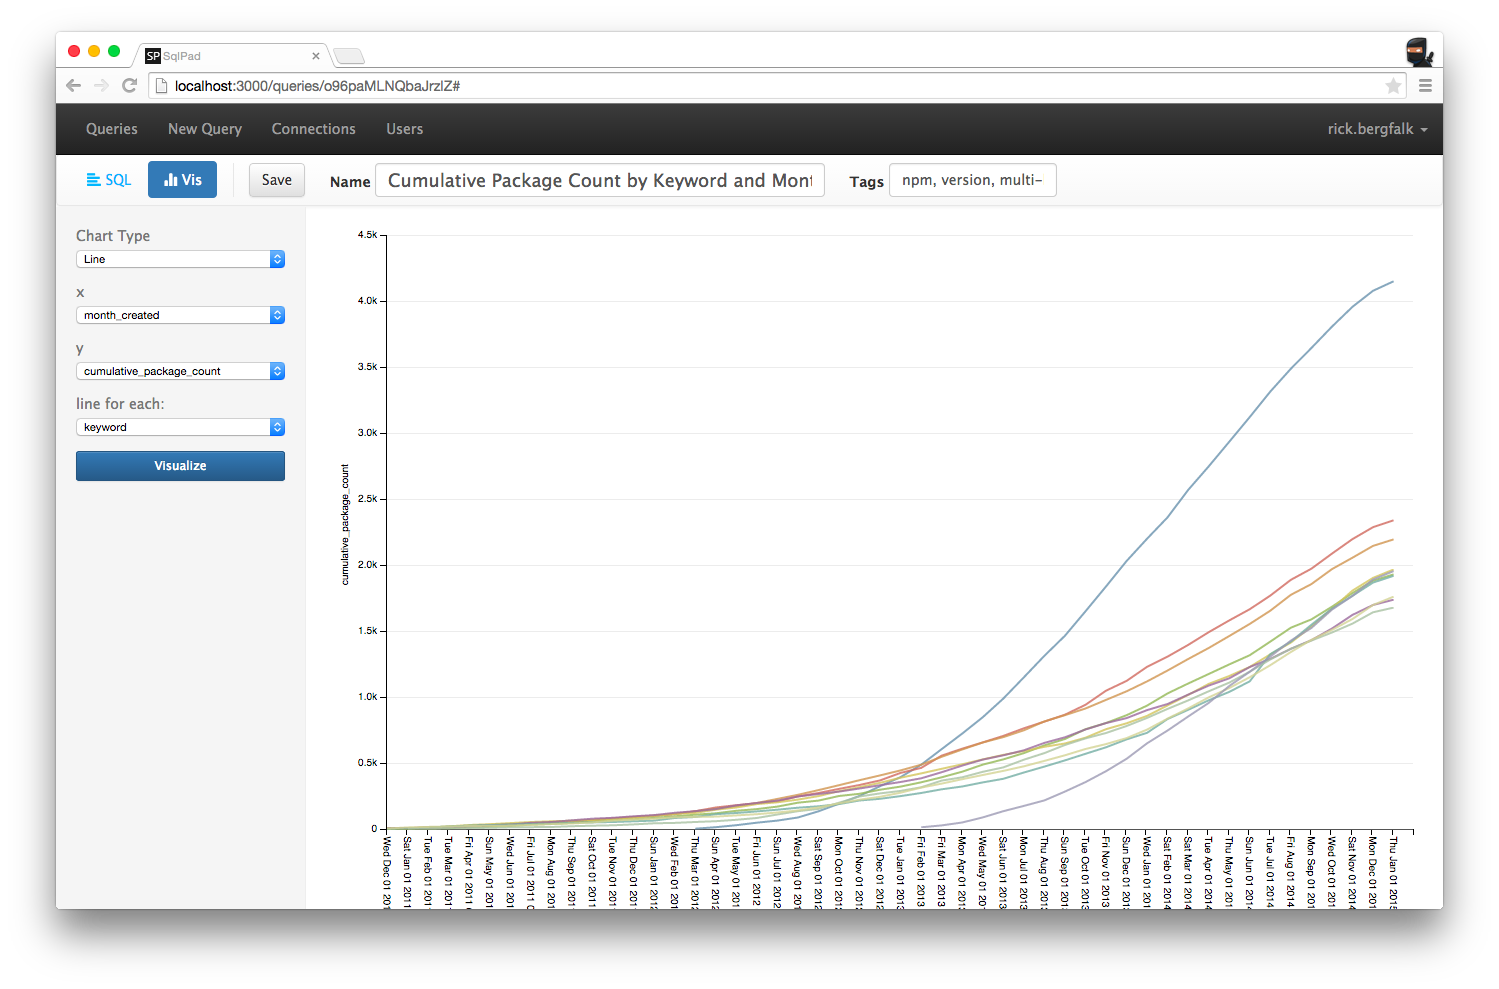 SP SqlPad
localhost:3000/queries/o96paMLNQbaJrzIZ#
Queries New Query Connections Users rick.bergfalk
SQL Vis Save Name Cumulative Package Count by Keyword and Mont Tags npm, version, multi-
Chart Type
Line
x
month_created
y
cumulative_package_count
line for each:
keyword
Visualize
cumulative_package_count
4.5k
4.0k
3.5k
3.0k
2.5k
2.0k
1.5k
1.0k
0.5k
0
Wed Dec 01 201
Sat Jan 01 2011
Tue Feb 01 201
Tue Mar 01 201
Fri Apr 01 2011
Sun May 01 201
Wed Jun 01 201
Fri Jul 01 2011 0
Mon Aug 01 201
Thu Sep 01 201
Sat Oct 01 2011
Tue Nov 01 201
Thu Dec 01 201
Sun Jan 01 2012
Wed Feb 01 201
Thu Mar 01 2012
Sun Apr 01 2012
Tue May 01 201
Fri Jun 01 2012
Sun Jul 01 2012
Wed Aug 01 201
Sat Sep 01 2012
Mon Oct 01 2012
Thu Nov 01 2012
Sat Dec 01 2012
Tue Jan 01 2013
Fri Feb 01 2013
Fri Mar 01 2013
Mon Apr 01 2013
Wed May 01 201
Sat Jun 01 2013
Mon Jul 01 2013
Thu Aug 01 2013
Sun Sep 01 2013
Tue Oct 01 2013
Fri Nov 01 2013
Sun Dec 01 2013
Wed Jan 01 2014
Sat Feb 01 2014
Sat Mar 01 2014
Tue Apr 01 2014
Thu May 01 201
Sun Jun 01 2014
Tue Jul 01 2014
Fri Aug 01 2014
Mon Sep 01 201
Wed Oct 01 201
Sat Nov 01 2014
Mon Dec 01 201
Thu Jan 01 2015